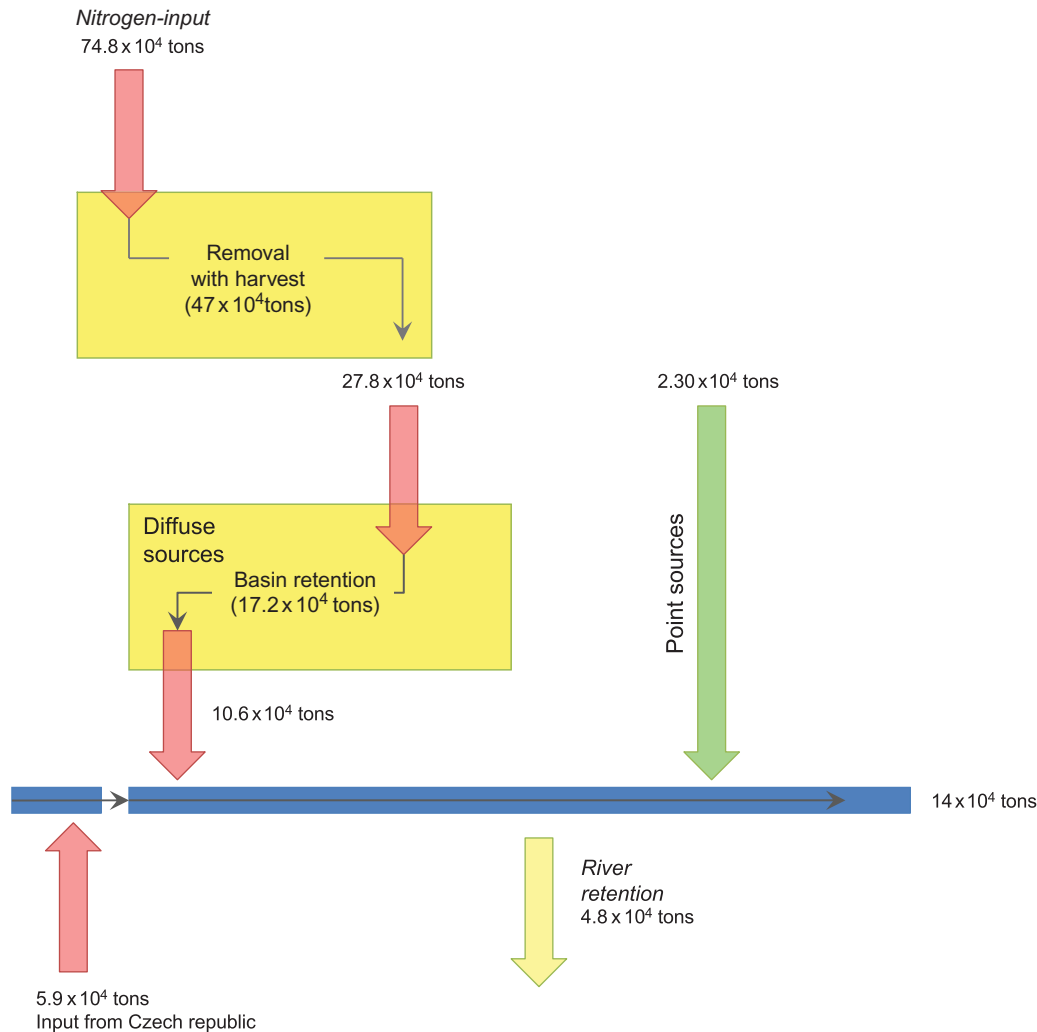 Nitrogen-input
74.8 x 10⁴ tons
Removal
with harvest
(47 x 10⁴tons)
27.8 x 10⁴ tons
2.30 x 10⁴ tons
Diffuse
sources
Basin retention
(17.2 x 10⁴ tons)
Point sources
10.6 x 10⁴ tons
14 x 10⁴ tons
River
retention
4.8 x 10⁴ tons
5.9 x 10⁴ tons
Input from Czech republic